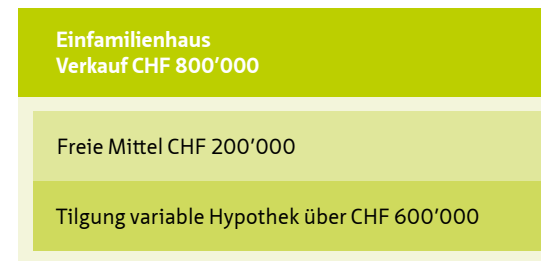 Einfamilienhaus
Verkauf CHF 800’000
Freie Mittel CHF 200’000
Tilgung variable Hypothek über CHF 600’000